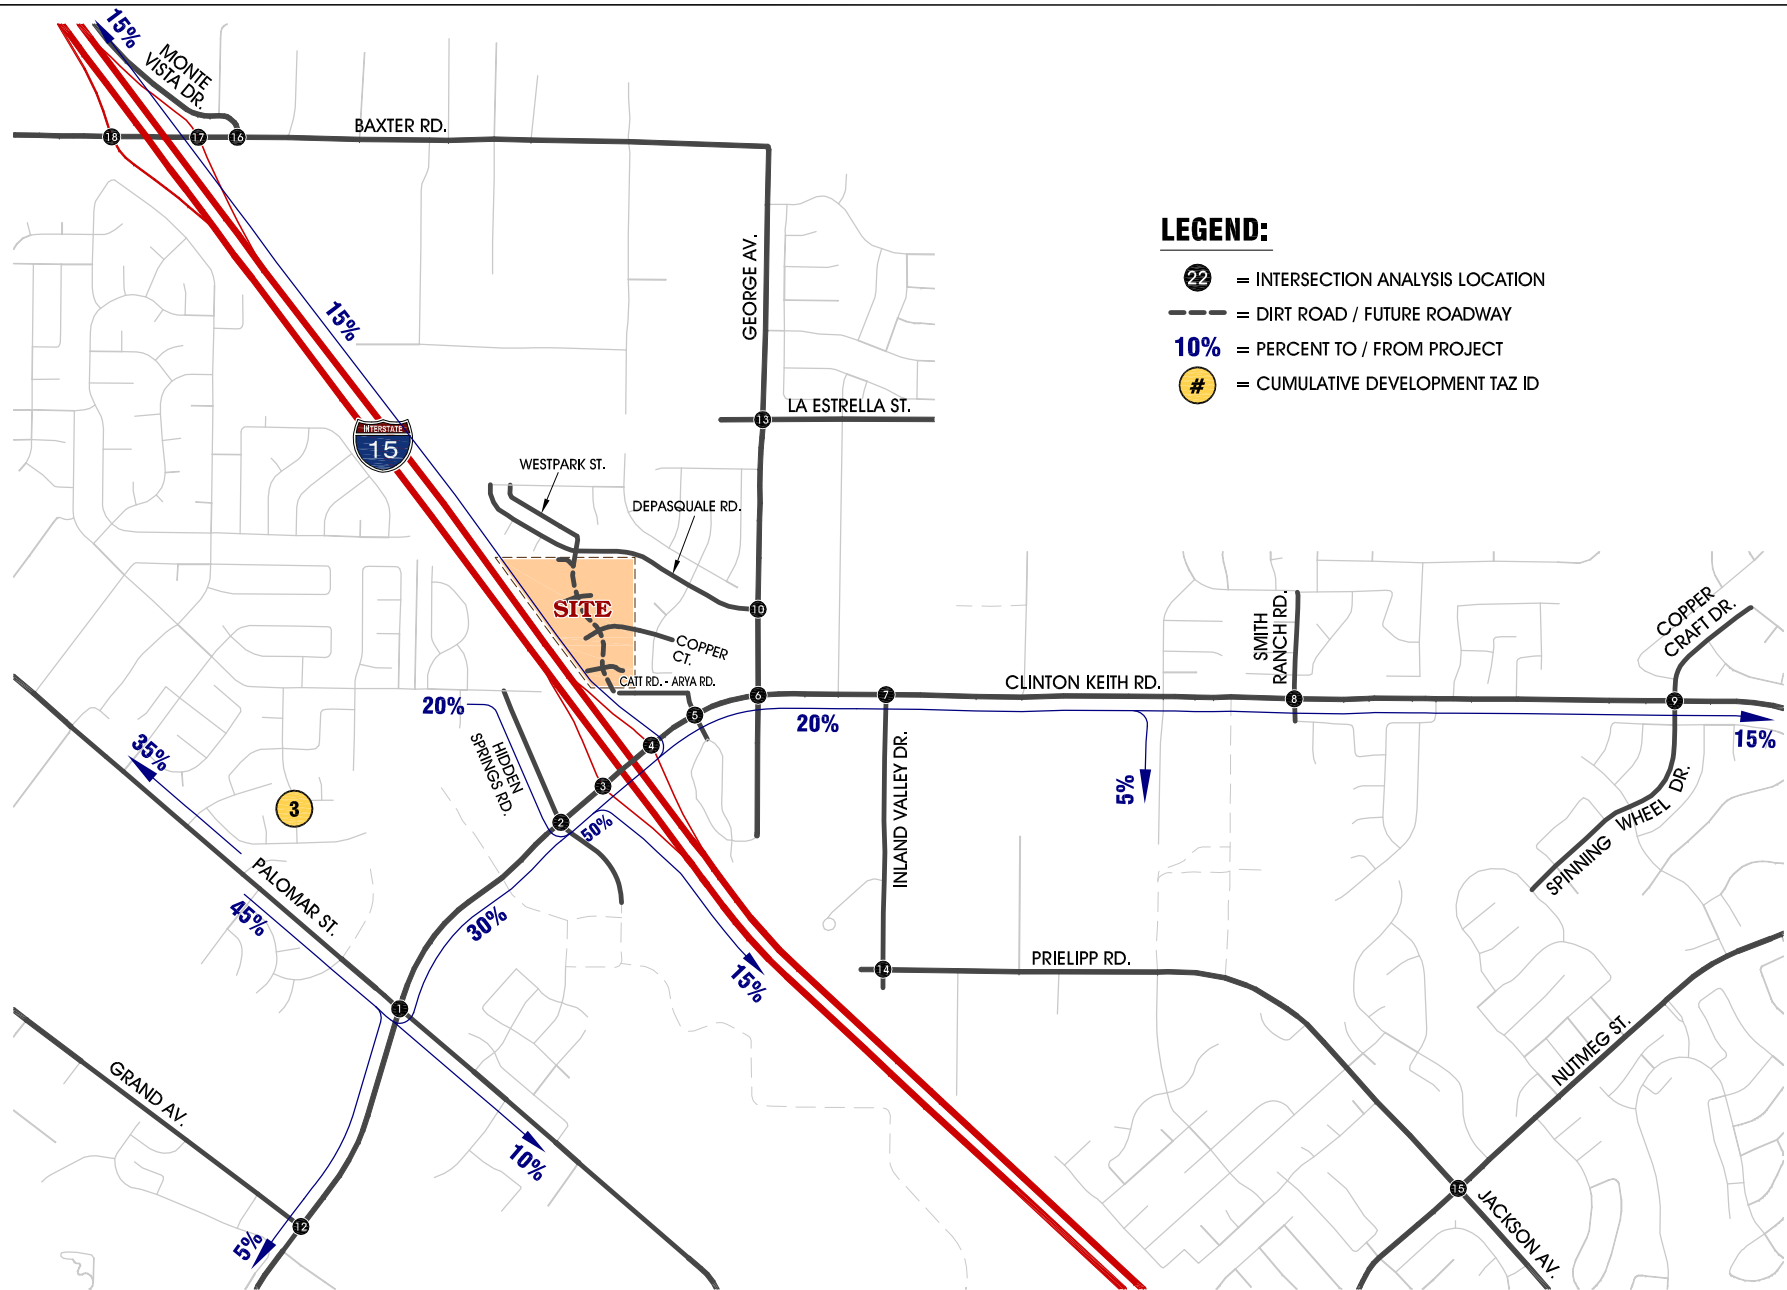 15%
MONTE
VISTA DR.
18
17
16
BAXTER RD.
LEGEND:
22 = INTERSECTION ANALYSIS LOCATION
= DIRT ROAD / FUTURE ROADWAY
10% = PERCENT TO / FROM PROJECT
# = CUMULATIVE DEVELOPMENT TAZ ID
GEORGE AV.
15%
LA ESTRELLA ST.
13
INTERSTATE
15
WESTPARK ST.
DEPASQUALE RD.
SITE
10
COPPER
CT.
CATT RD. - ARYA RD.
SMITH
RANCH RD.
COPPER
CRAFT DR.
CLINTON KEITH RD.
6
7
8
9
5
20%
20%
15%
4
35%
HIDDEN
SPRINGS RD.
3
5%
INLAND VALLEY DR.
3
2
50%
SPINNING WHEEL DR.
PALOMAR ST.
45%
30%
15%
14
PRIELIPP RD.
1
NUTMEG ST.
GRAND AV.
10%
15
JACKSON AV.
12
5%